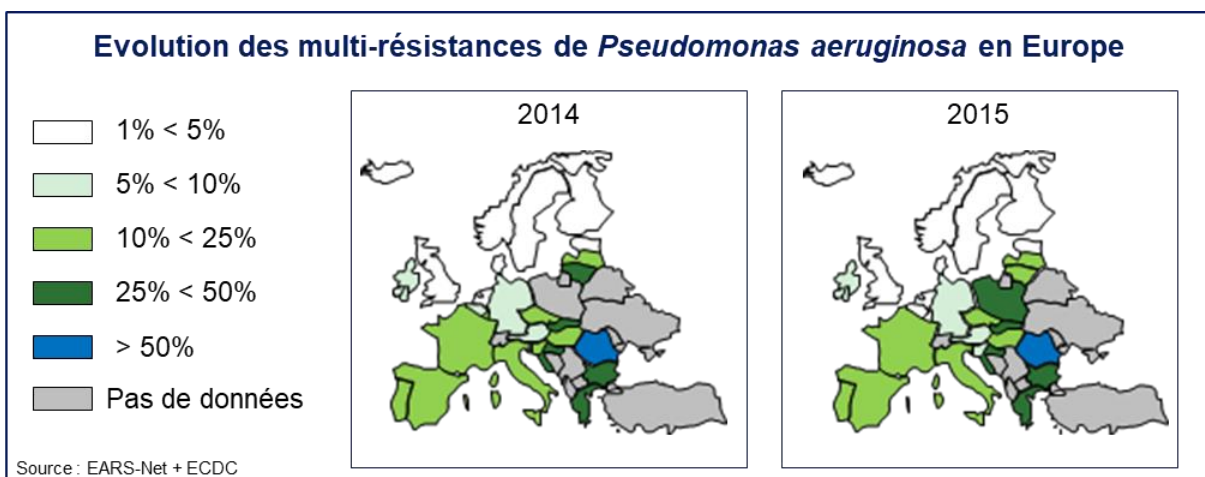 Evolution des multi-résistances de Pseudomonas aeruginosa en Europe
1% < 5%
5% < 10%
10% < 25%
25% < 50%
> 50%
Pas de données
Source : EARS-Net + ECDC
2014
2015